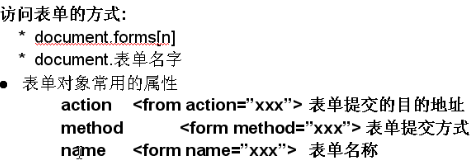 访问表单的方式:
* document.forms[n]
* document.表单名字
● 表单对象常用的属性
action <from action="xxx"> 表单提交的目的地址
method <form method="xxx"> 表单提交方式
name <form name="xxx"> 表单名称